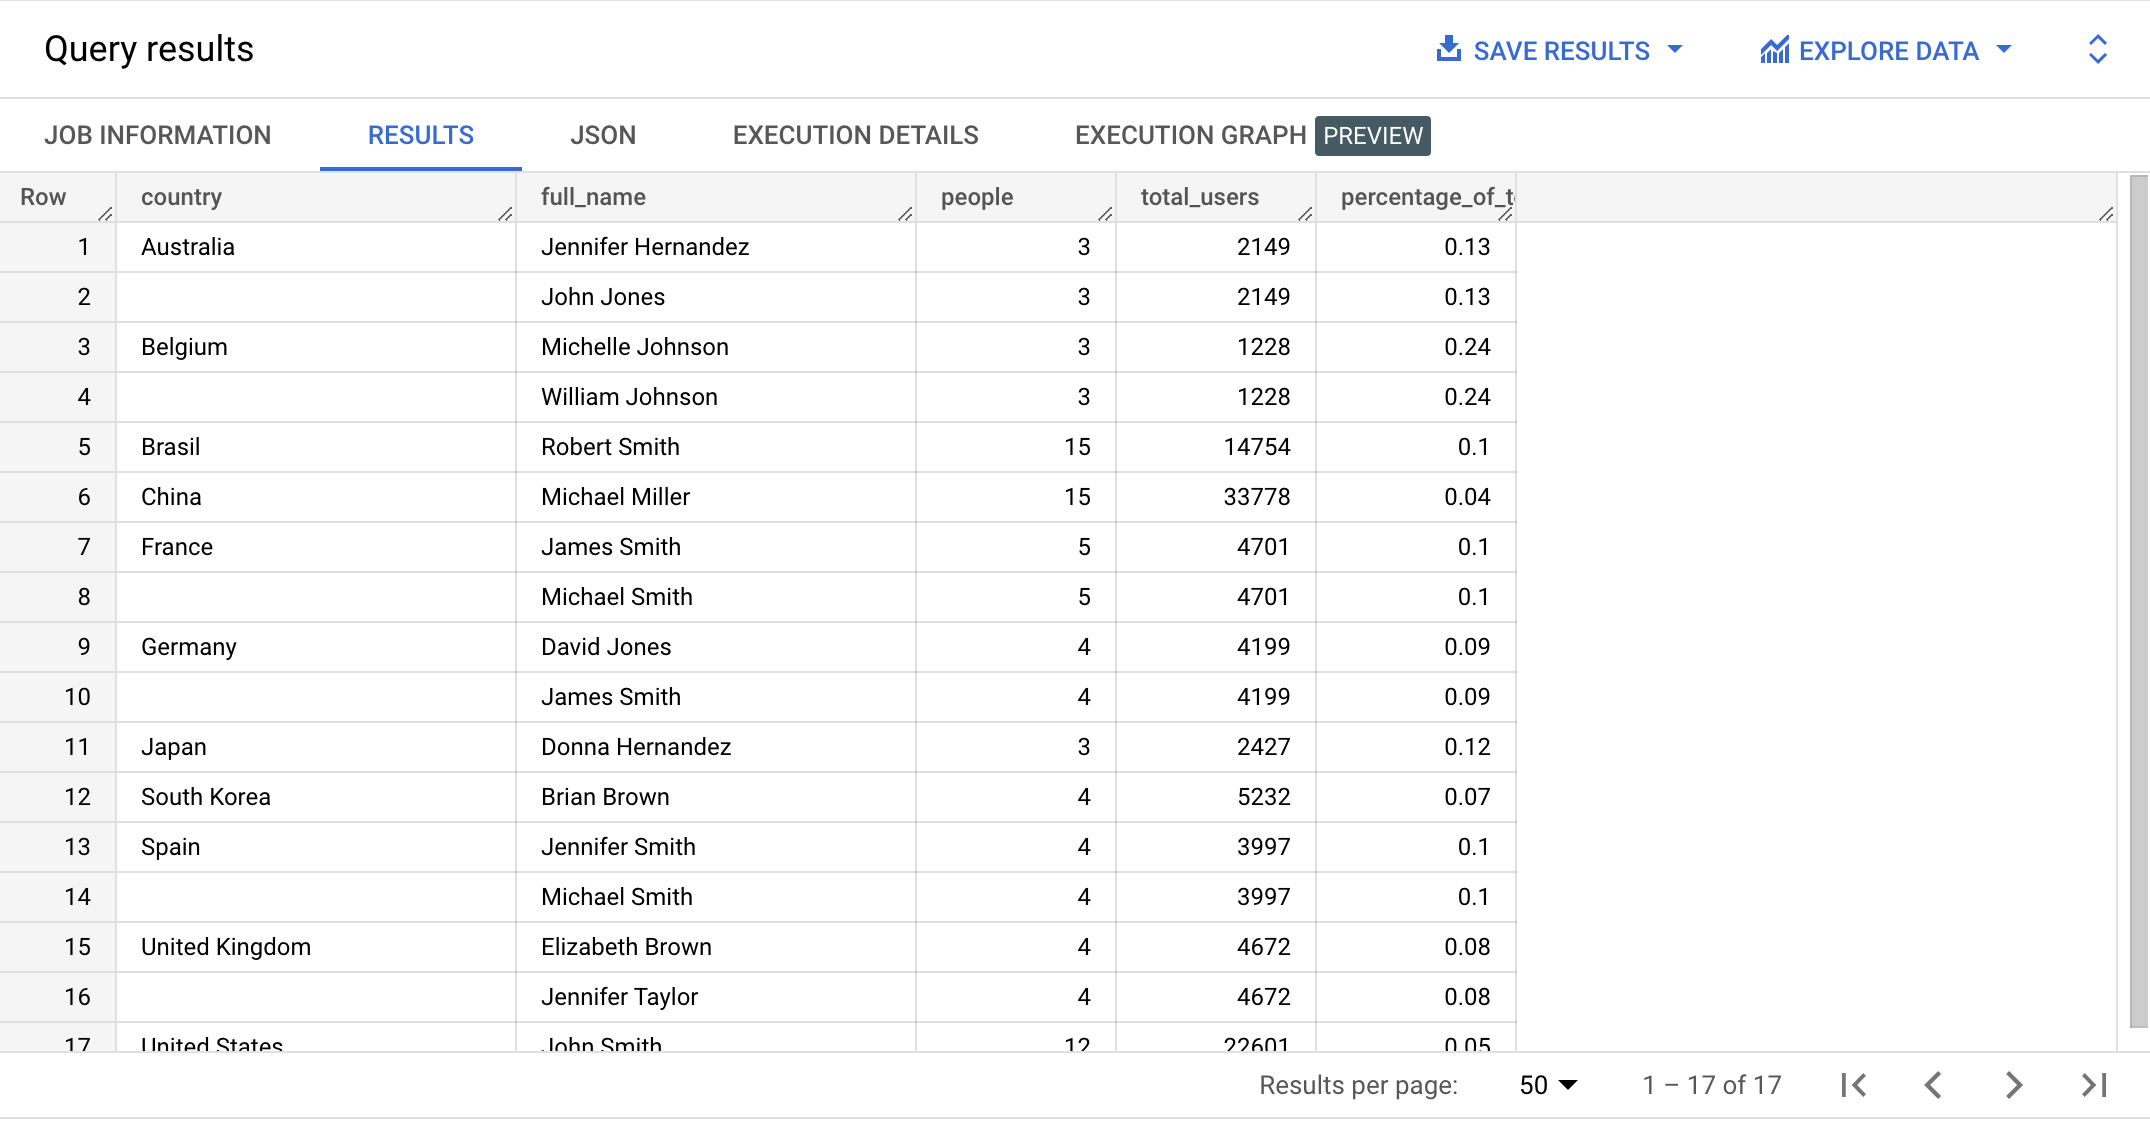 Query results
SAVE RESULTS
EXPLORE DATA
JOB INFORMATION RESULTS JSON EXECUTION DETAILS EXECUTION GRAPH PREVIEW
Row country full_name people total_users percentage_of_t
1 Australia Jennifer Hernandez 3 2149 0.13
2 John Jones 3 2149 0.13
3 Belgium Michelle Johnson 3 1228 0.24
4 William Johnson 3 1228 0.24
5 Brasil Robert Smith 15 14754 0.1
6 China Michael Miller 15 33778 0.04
7 France James Smith 5 4701 0.1
8 Michael Smith 5 4701 0.1
9 Germany David Jones 4 4199 0.09
10 James Smith 4 4199 0.09
11 Japan Donna Hernandez 3 2427 0.12
12 South Korea Brian Brown 4 5232 0.07
13 Spain Jennifer Smith 4 3997 0.1
14 Michael Smith 4 3997 0.1
15 United Kingdom Elizabeth Brown 4 4672 0.08
16 Jennifer Taylor 4 4672 0.08
17 United States John Smith 12 22601 0.05
Results per page: 50 1 – 17 of 17